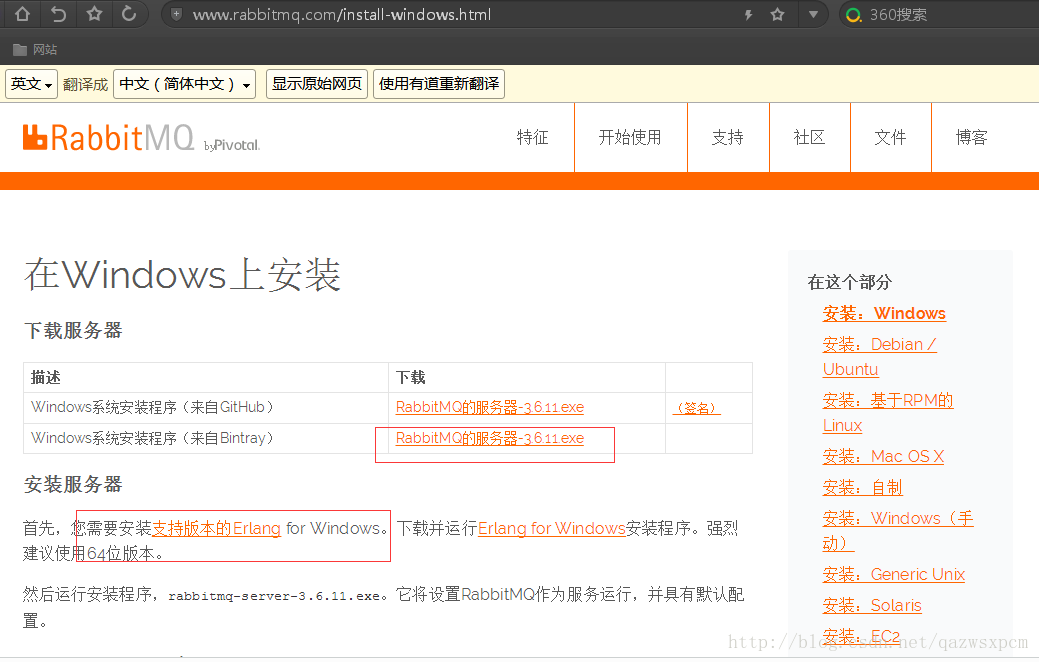 www.rabbitmq.com/install-windows.html
360搜索
网站
英文 翻译成 中文（简体中文） 显示原始网页 使用有道重新翻译
RabbitMQ by Pivotal.
特征 开始使用 支持 社区 文件 博客
在Windows上安装
下载服务器
描述 下载
Windows系统安装程序（来自GitHub） RabbitMQ的服务器-3.6.11.exe （签名）
Windows系统安装程序（来自Bintray） RabbitMQ的服务器-3.6.11.exe
安装服务器
首先，您需要安装支持版本的Erlang for Windows。下载并运行Erlang for Windows安装程序。强烈
建议使用64位版本。
然后运行安装程序，rabbitmq-server-3.6.11.exe。它将设置RabbitMQ作为服务运行，并具有默认配
置。
在这个部分
安装：Windows
安装：Debian /
Ubuntu
安装：基于RPM的
Linux
安装：Mac OS X
安装：自制
安装：Windows（手
动）
安装：Generic Unix
安装：Solaris
安装：EC2
http://blog.csdn.net/qazwsxpcm